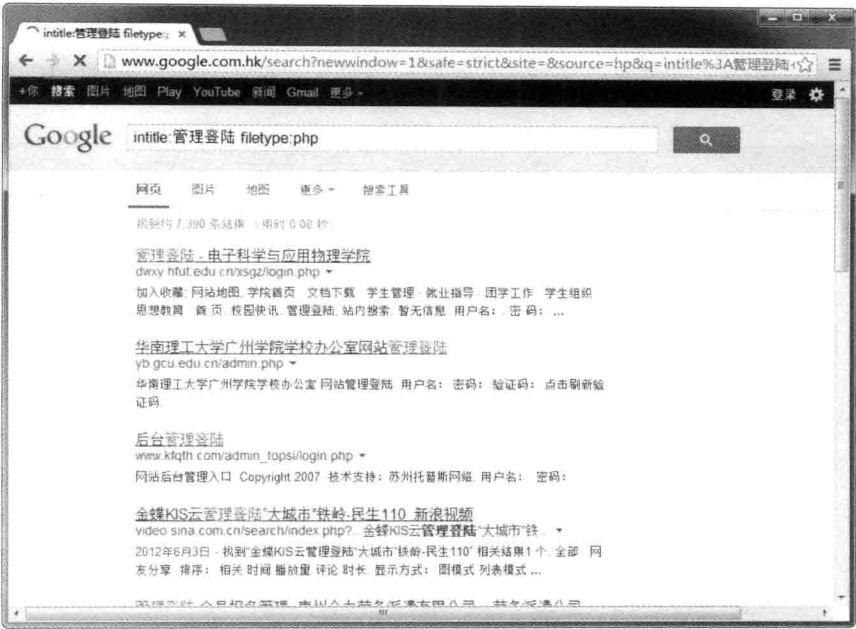 intitle:管理登陆 filetype:p
www.google.com.hk/search?newwindow=1&safe=strict&site=&source=hp&q=intitle%3A管理登陆+
+你 搜索 图片 地图 Play YouTube 新闻 Gmail 更多
登录
Google
intitle:管理登陆 filetype:php
网页 图片 地图 更多 搜索工具
找到约 7,390 条结果 (用时 0.08 秒)
管理登陆 - 电子科学与应用物理学院
dwxy.hfut.edu.cn/xsgz/login.php
加入收藏; 网站地图, 学院首页 文档下载 学生管理 就业指导 团学工作 学生组织
思想教育 首 页. 校园快讯. 管理登陆, 站内搜索. 暂无信息. 用户名: . 密 码: ...
华南理工大学广州学院学校办公室网站管理登陆
yb.gcu.edu.cn/admin.php
华南理工大学广州学院学校办公室 网站管理登陆. 用户名: 密码: 验证码: 点击刷新验
证码.
后台管理登陆
www.kfqth.com/admin_topsi/login.php
网站后台管理入口. Copyright 2007 技术支持: 苏州托普斯网络. 用户名: 密码:
金蝶KIS云管理登陆"大城市"铁岭-民生110_新浪视频
video.sina.com.cn/search/index.php?... 金蝶KIS云管理登陆"大城市"铁...
2012年6月3日 - 找到"金蝶KIS云管理登陆"大城市"铁岭-民生110" 相关结果1 个. 全部 网
友分享 排序: 相关 时间 播放量 评论 时长. 显示方式: 图模式 列表模式 ...